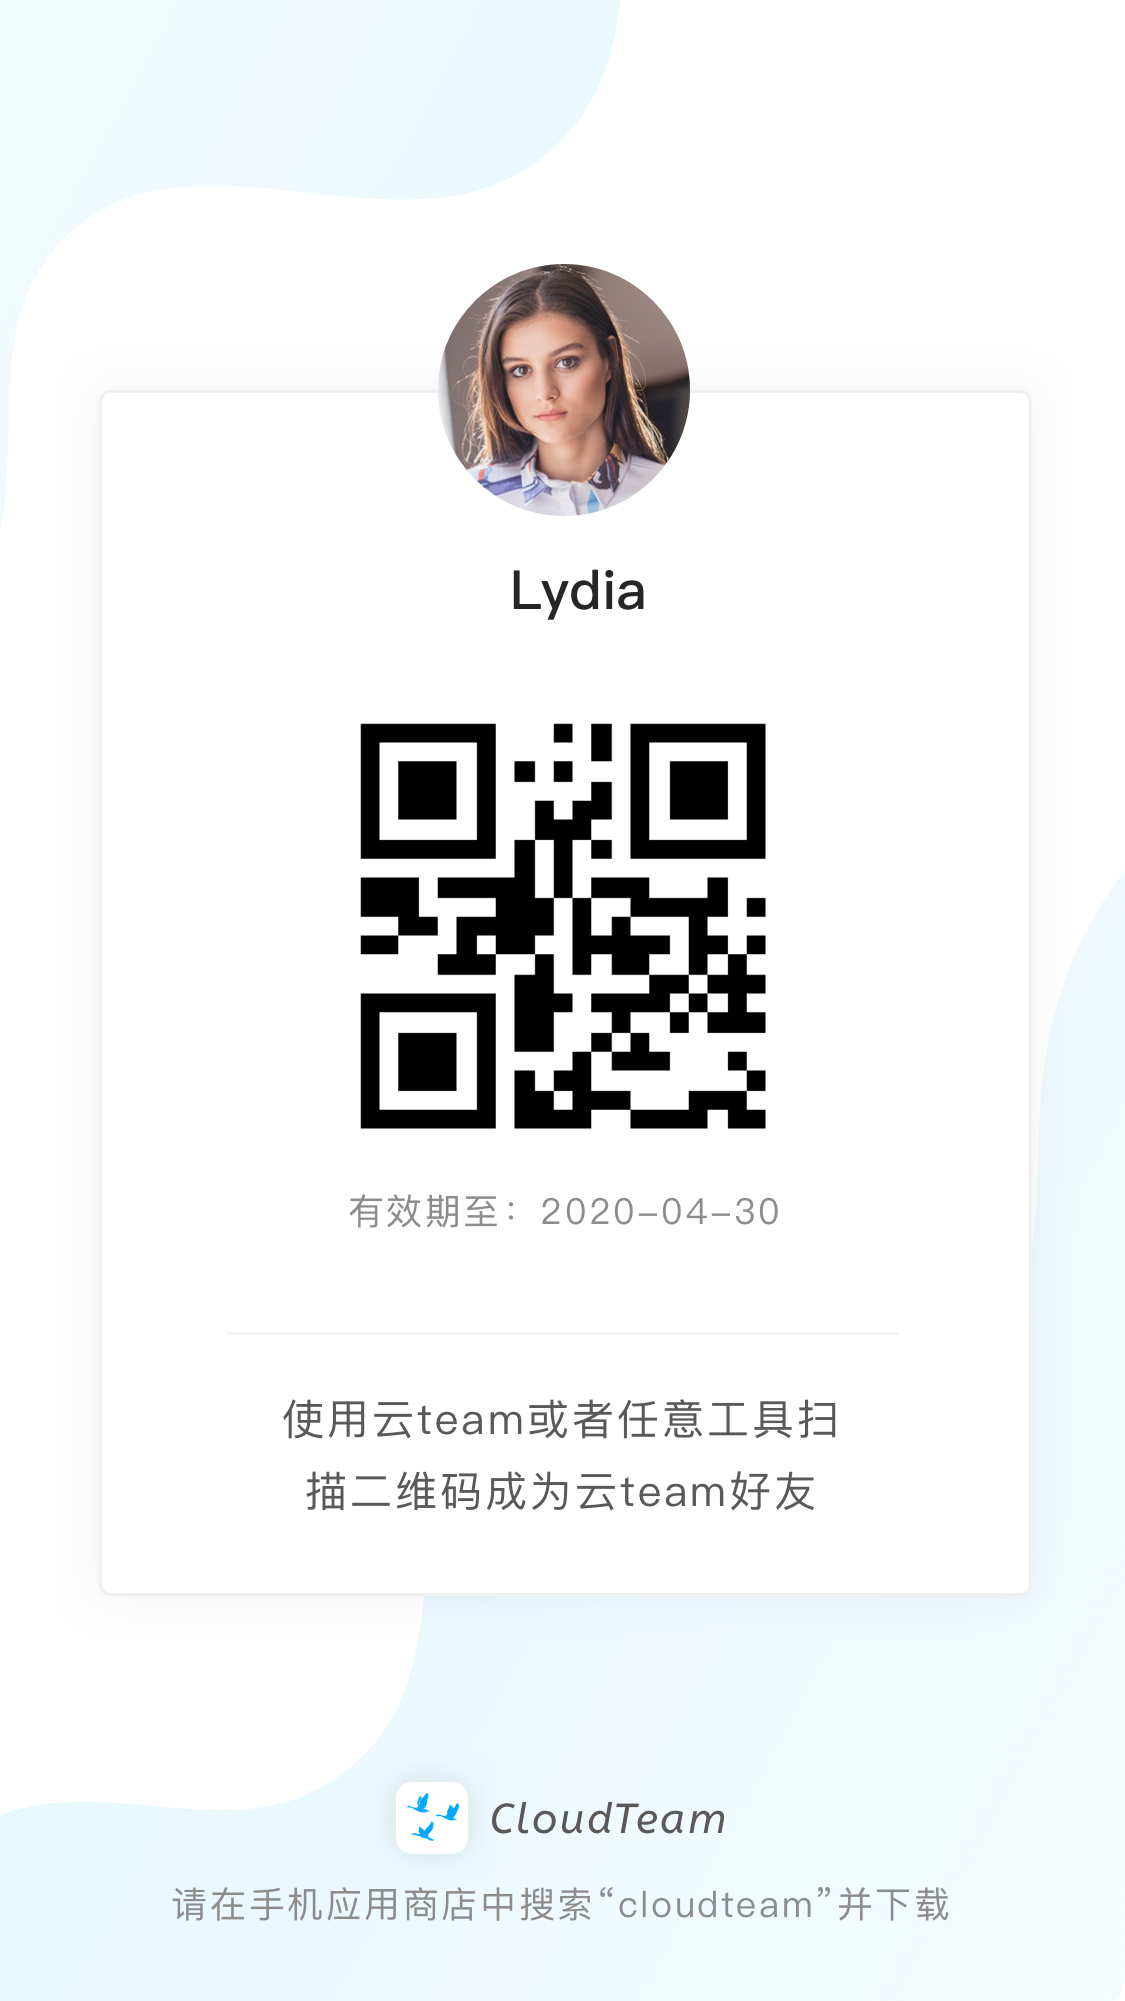 Lydia
有效期至：2020-04-30
使用云team或者任意工具扫
描二维码成为云team好友
CloudTeam
请在手机应用商店中搜索“cloudteam”并下载